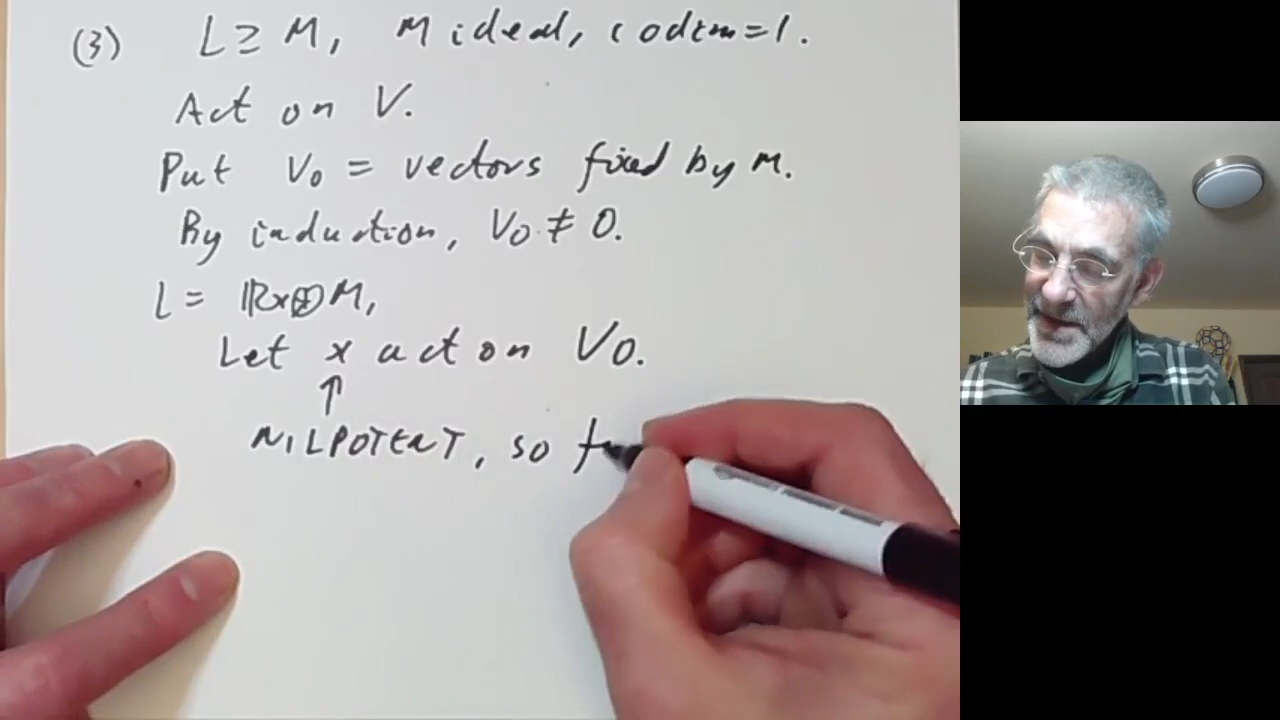 (3) L ≥ M, M ideal, codim=1.
Act on V.
Put V₀ = vectors fixed by M.
By induction, V₀ ≠ 0.
L = ℝx⊕M,
Let x act on V₀.
↑
NILPOTENT, so